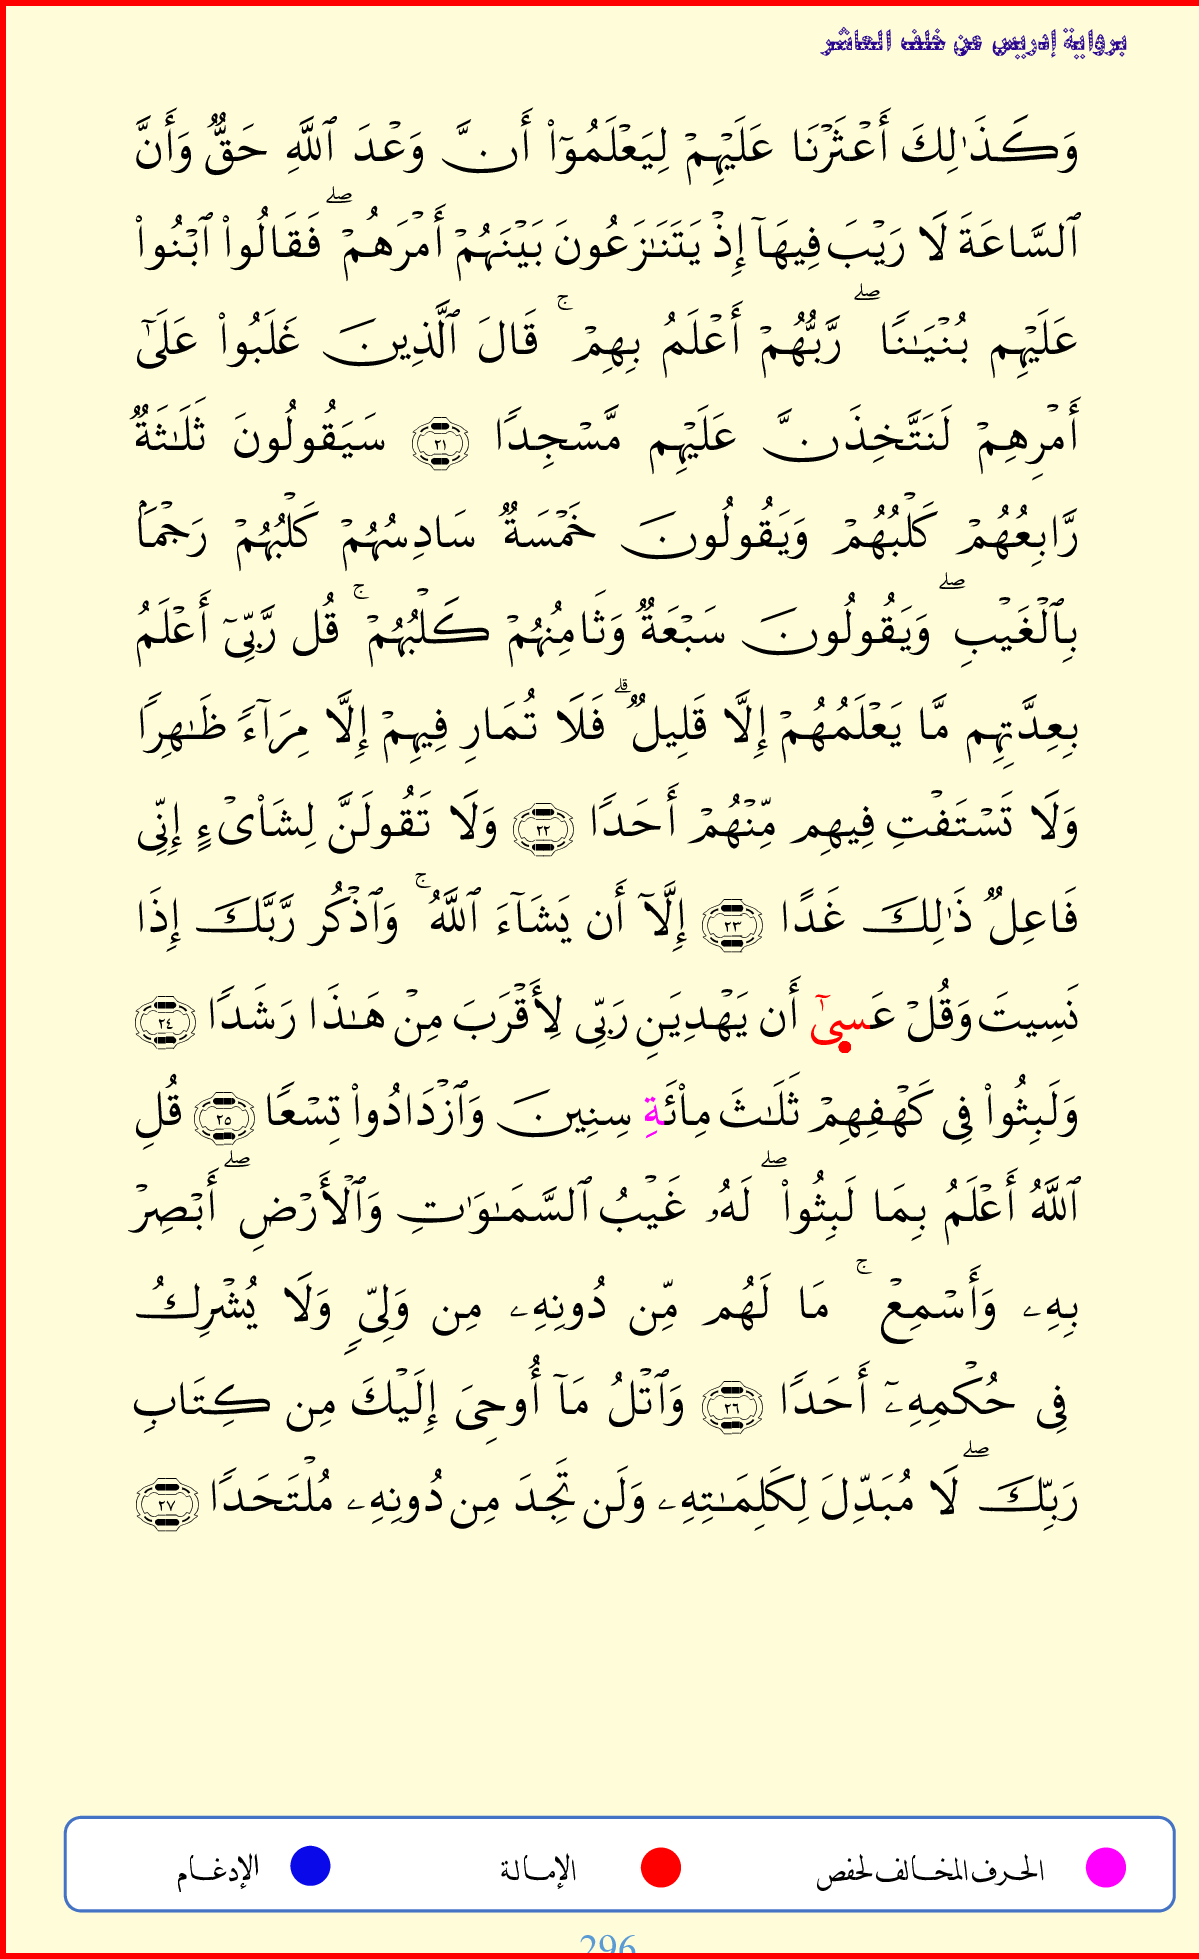 برواية إدريس عن خلف العاشر
وَكَذَٰلِكَ أَعۡثَرۡنَا عَلَيۡهِمۡ لِيَعۡلَمُوٓاْ أَنَّ وَعۡدَ ٱللَّهِ حَقّٞ وَأَنَّ
ٱلسَّاعَةَ لَا رَيۡبَ فِيهَآ إِذۡ يَتَنَٰزَعُونَ بَيۡنَهُمۡ أَمۡرَهُمۡۖ فَقَالُواْ ٱبۡنُواْ
عَلَيۡهِم بُنۡيَٰنٗاۖ رَّبُّهُمۡ أَعۡلَمُ بِهِمۡۚ قَالَ ٱلَّذِينَ غَلَبُواْ عَلَىٰٓ
أَمۡرِهِمۡ لَنَتَّخِذَنَّ عَلَيۡهِم مَّسۡجِدٗا ٢١ سَيَقُولُونَ ثَلَٰثَةٞ
رَّابِعُهُمۡ كَلۡبُهُمۡ وَيَقُولُونَ خَمۡسَةٞ سَادِسُهُمۡ كَلۡبُهُمۡ رَجۡمَۢا
بِٱلۡغَيۡبِۖ وَيَقُولُونَ سَبۡعَةٞ وَثَامِنُهُمۡ كَلۡبُهُمۡۚ قُل رَّبِّيٓ أَعۡلَمُ
بِعِدَّتِهِم مَّا يَعۡلَمُهُمۡ إِلَّا قَلِيلٞۗ فَلَا تُمَارِ فِيهِمۡ إِلَّا مِرَآءٗ ظَٰهِرٗا
وَلَا تَسۡتَفۡتِ فِيهِم مِّنۡهُمۡ أَحَدٗا ٢٢ وَلَا تَقُولَنَّ لِشَاْيۡءٍ إِنِّي
فَاعِلٞ ذَٰلِكَ غَدًا ٢٣ إِلَّآ أَن يَشَآءَ ٱللَّهُۚ وَٱذۡكُر رَّبَّكَ إِذَا
نَسِيتَ وَقُلۡ عَسىٰٓ أَن يَهۡدِيَنِ رَبِّي لِأَقۡرَبَ مِنۡ هَٰذَا رَشَدٗا ٢٤
وَلَبِثُواْ فِي كَهۡفِهِمۡ ثَلَٰثَ مِاْئَةِ سِنِينَ وَٱزۡدَادُواْ تِسۡعٗا ٢٥ قُلِ
ٱللَّهُ أَعۡلَمُ بِمَا لَبِثُواْۖ لَهُۥ غَيۡبُ ٱلسَّمَٰوَٰتِ وَٱلۡأَرۡضِۖ أَبۡصِرۡ
بِهِۦ وَأَسۡمِعۡۚ مَا لَهُم مِّن دُونِهِۦ مِن وَلِيّٖ وَلَا يُشۡرِكُ
فِي حُكۡمِهِۦٓ أَحَدٗا ٢٦ وَٱتۡلُ مَآ أُوحِيَ إِلَيۡكَ مِن كِتَابِ
رَبِّكَۖ لَا مُبَدِّلَ لِكَلِمَٰتِهِۦ وَلَن تَجِدَ مِن دُونِهِۦ مُلۡتَحَدٗا ٢٧
الحرف المخالف لحفص الإمالة الإدغام
296